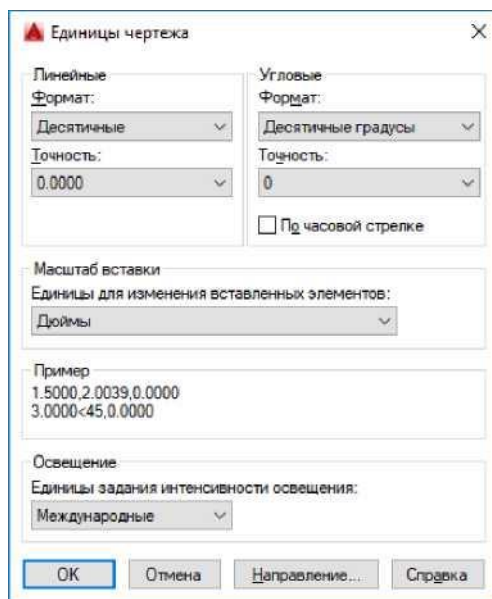 Единицы чертежа
Линейные
Формат:
Десятичные
Точность:
0.0000
Угловые
Формат:
Десятичные градусы
Точность:
0
По часовой стрелке
Масштаб вставки
Единицы для изменения вставленных элементов:
Дюймы
Пример
1.5000,2.0039,0.0000
3.0000<45,0.0000
Освещение
Единицы задания интенсивности освещения:
Международные
OK Отмена Направление... Справка